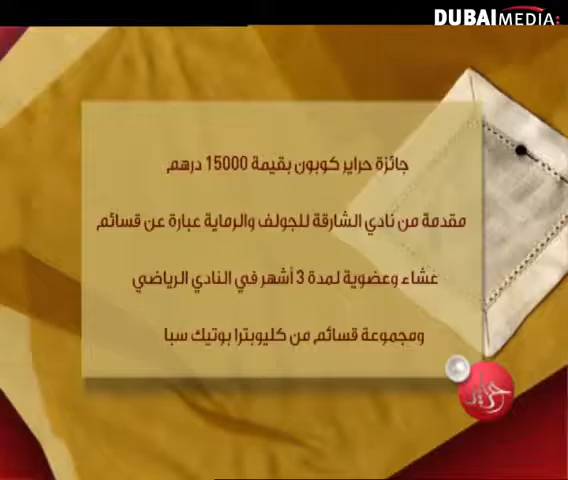 DUBAI MEDIA
جائزة حراير كوبون بقيمة 15000 درهم
مقدمة من نادي الشارقة للجولف والرماية عبارة عن قسائم
عشاء وعضوية لمدة 3 أشهر في النادي الرياضي
ومجموعة قسائم من كليوبترا بوتيك سبا
حراير